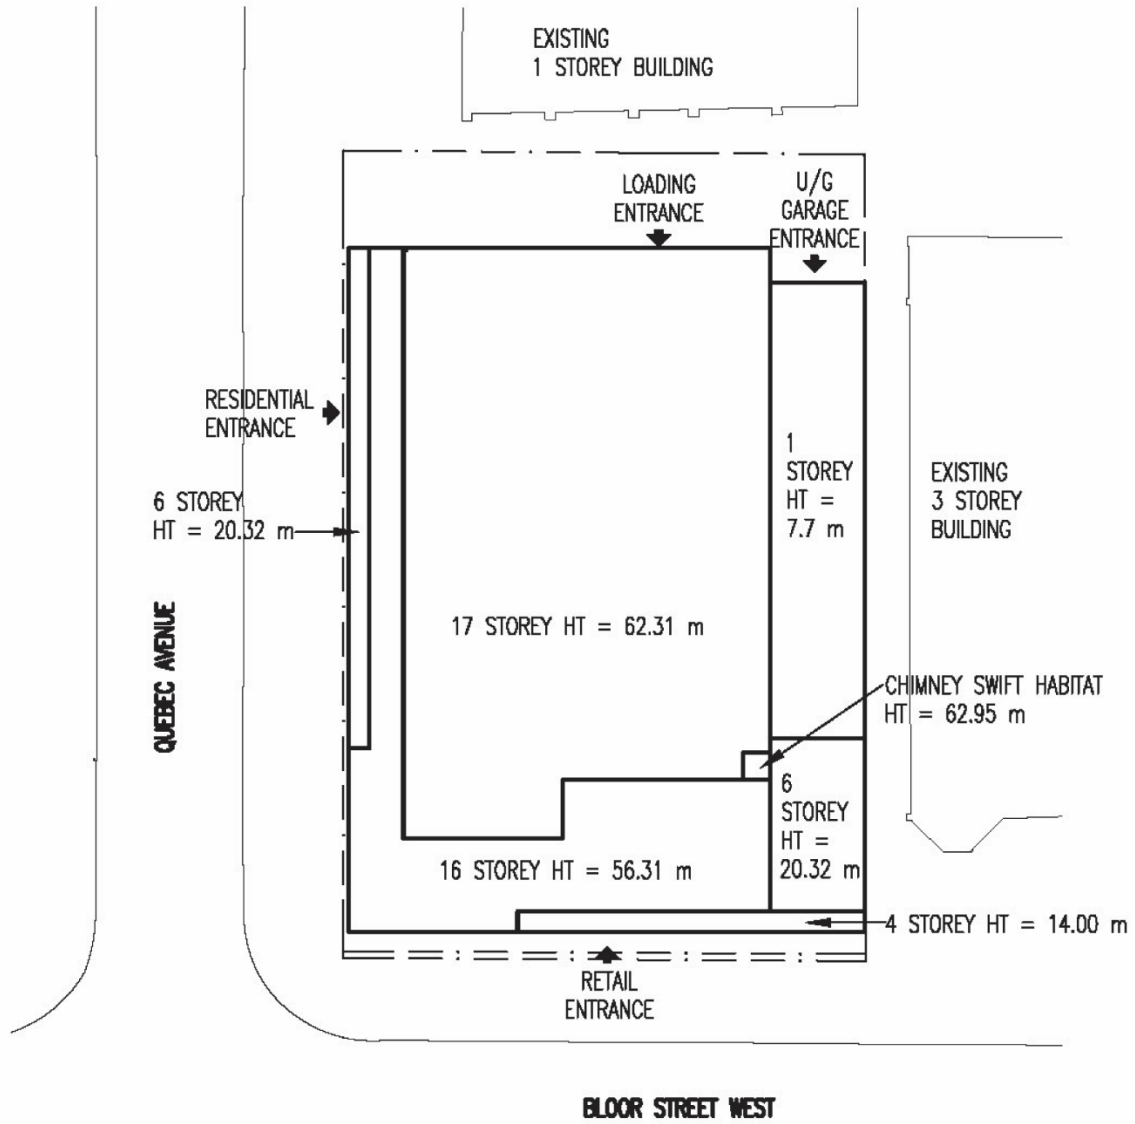 EXISTING
1 STOREY BUILDING
LOADING
ENTRANCE
U/G
GARAGE
ENTRANCE
RESIDENTIAL
ENTRANCE
6 STOREY
HT = 20.32 m
1
STOREY
HT =
7.7 m
EXISTING
3 STOREY
BUILDING
QUEBEC AVENUE
17 STOREY HT = 62.31 m
CHIMNEY SWIFT HABITAT
HT = 62.95 m
6
STOREY
HT =
20.32 m
16 STOREY HT = 56.31 m
4 STOREY HT = 14.00 m
RETAIL
ENTRANCE
BLOOR STREET WEST